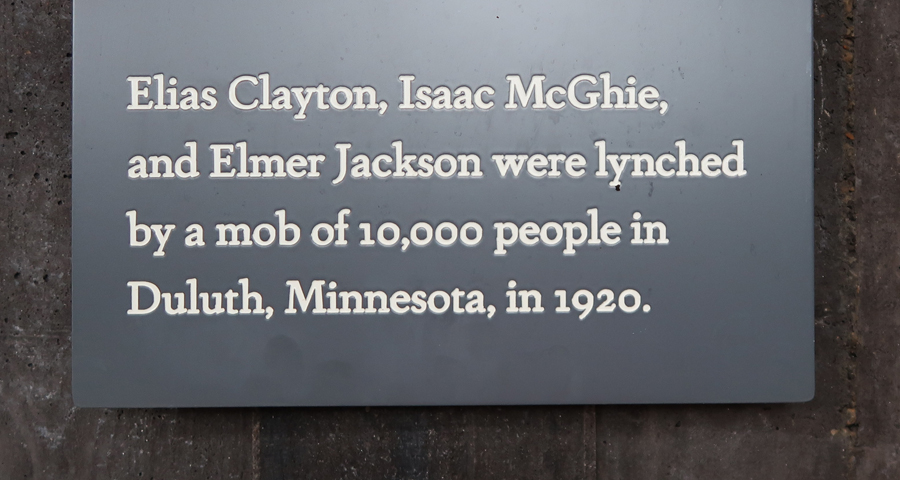 Elias Clayton, Isaac McGhie,
and Elmer Jackson were lynched
by a mob of 10,000 people in
Duluth, Minnesota, in 1920.